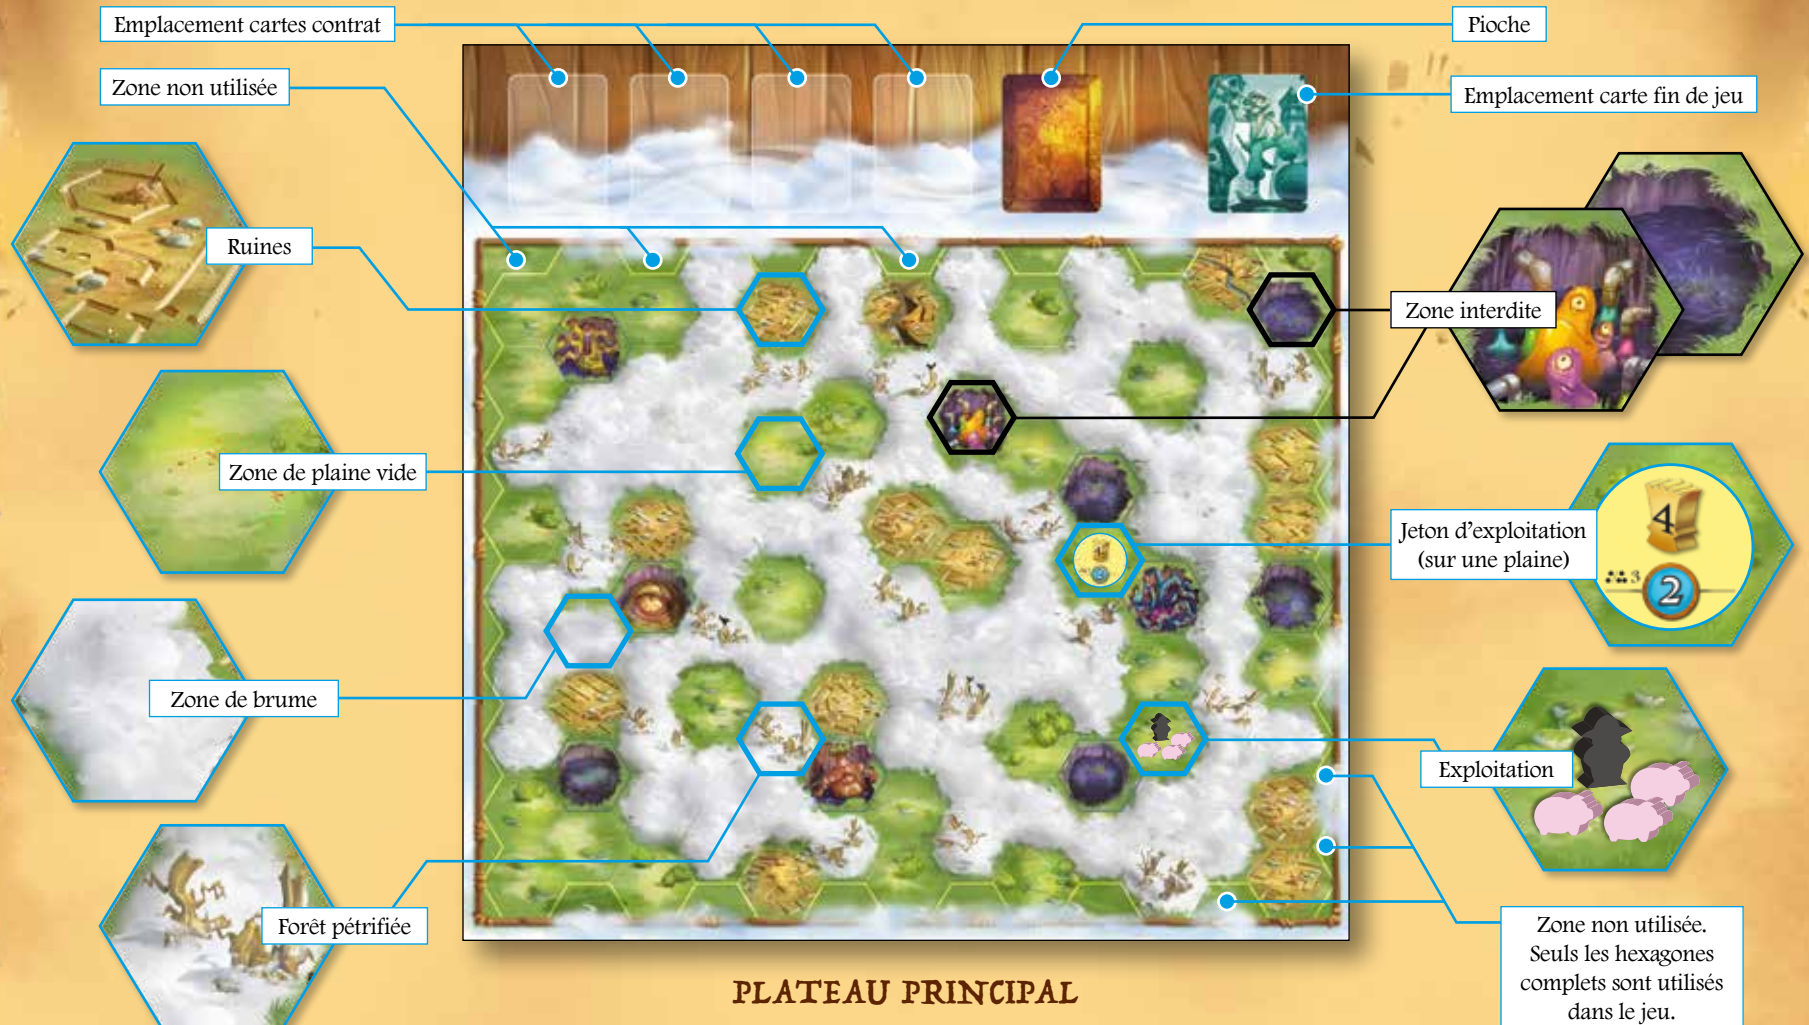 Emplacement cartes contrat
Pioche
Zone non utilisée
Emplacement carte fin de jeu
Ruines
Zone interdite
Zone de plaine vide
Jeton d'exploitation
(sur une plaine)
4
3
2
Zone de brume
Exploitation
Forêt pétrifiée
Zone non utilisée.
Seuls les hexagones
complets sont utilisés
dans le jeu.
PLATEAU PRINCIPAL